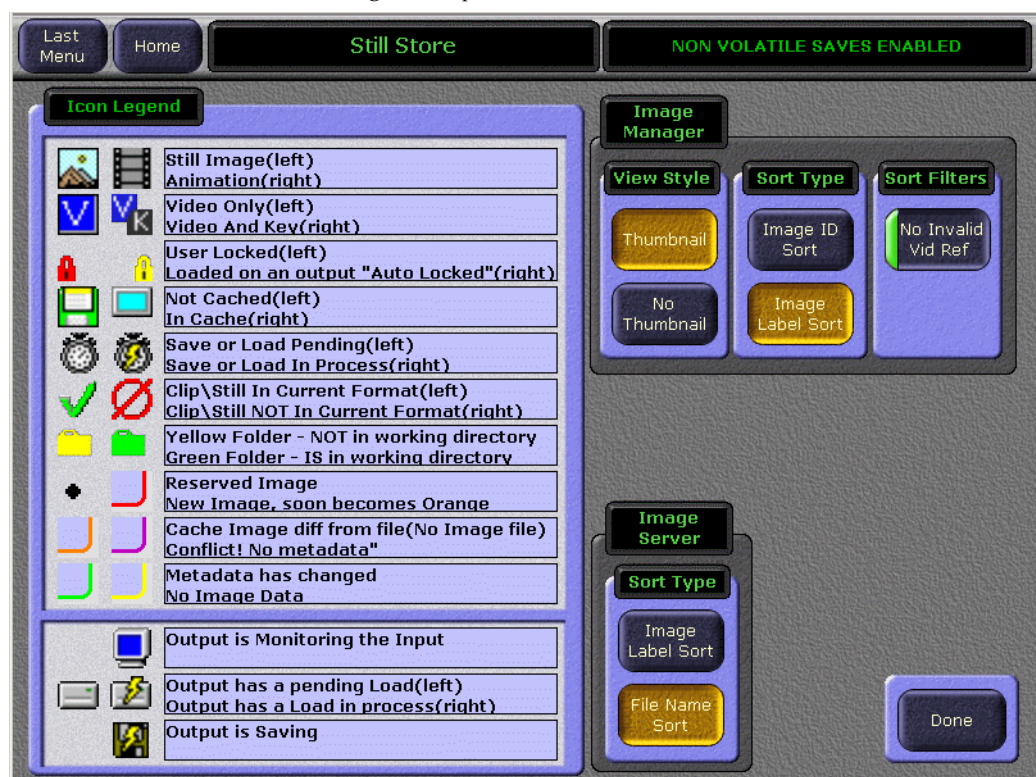 Last
Menu
Home
Still Store
NON VOLATILE SAVES ENABLED
Icon Legend
Still Image(left)
Animation(right)
V
VK
Video Only(left)
Video And Key(right)
User Locked(left)
Loaded on an output "Auto Locked"(right)
Not Cached(left)
In Cache(right)
Save or Load Pending(left)
Save or Load In Process(right)
Clip\Still In Current Format(left)
Clip\Still NOT In Current Format(right)
Yellow Folder - NOT in working directory
Green Folder - IS in working directory
Reserved Image
New Image, soon becomes Orange
Cache Image diff from file(No Image file)
Conflict! No metadata"
Metadata has changed
No Image Data
Output is Monitoring the Input
Output has a pending Load(left)
Output has a Load in process(right)
Output is Saving
Image
Manager
View Style
Thumbnail
No
Thumbnail
Sort Type
Image ID
Sort
Image
Label Sort
Sort Filters
No Invalid
Vid Ref
Image
Server
Sort Type
Image
Label Sort
File Name
Sort
Done